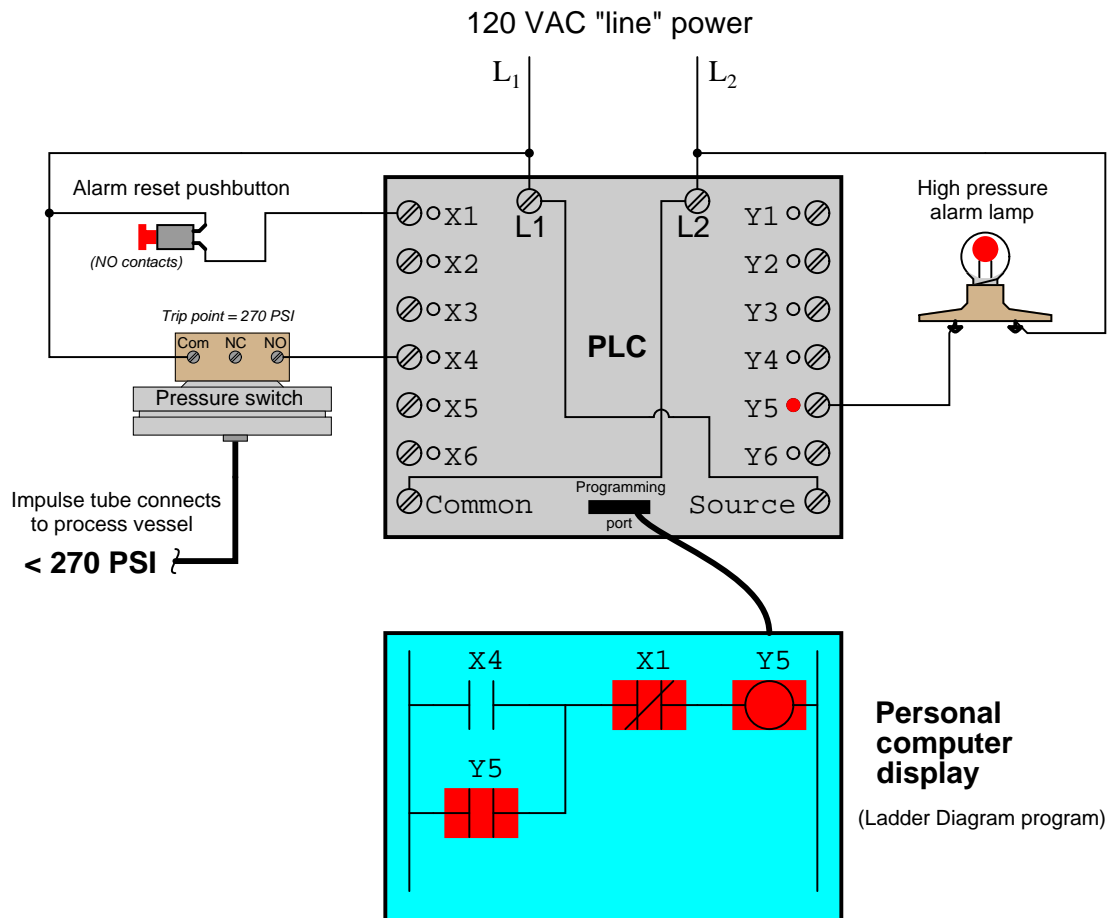 120 VAC "line" power
L1
L2
Alarm reset pushbutton
(NO contacts)
Trip point = 270 PSI
Com NC NO
Pressure switch
Impulse tube connects
to process vessel
< 270 PSI
L1
L2
X1
X2
X3
X4
X5
X6
Common
PLC
Programming
port
Y1
Y2
Y3
Y4
Y5
Y6
Source
High pressure
alarm lamp
X4 X1 Y5
Y5
Personal
computer
display
(Ladder Diagram program)